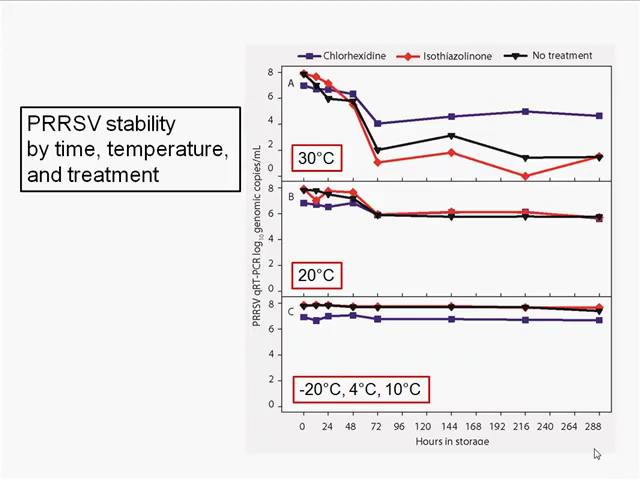 Chlorhexidine Isothiazolinone No treatment
PRRSV stability
by time, temperature,
and treatment
PRRSV qRT-PCR log10 genomic copies/mL
A
8
6
4
2
0
30°C
B
8
6
4
2
0
20°C
C
8
6
4
2
0
-20°C, 4°C, 10°C
0 24 48 72 96 120 144 168 192 216 240 264 288
Hours in storage